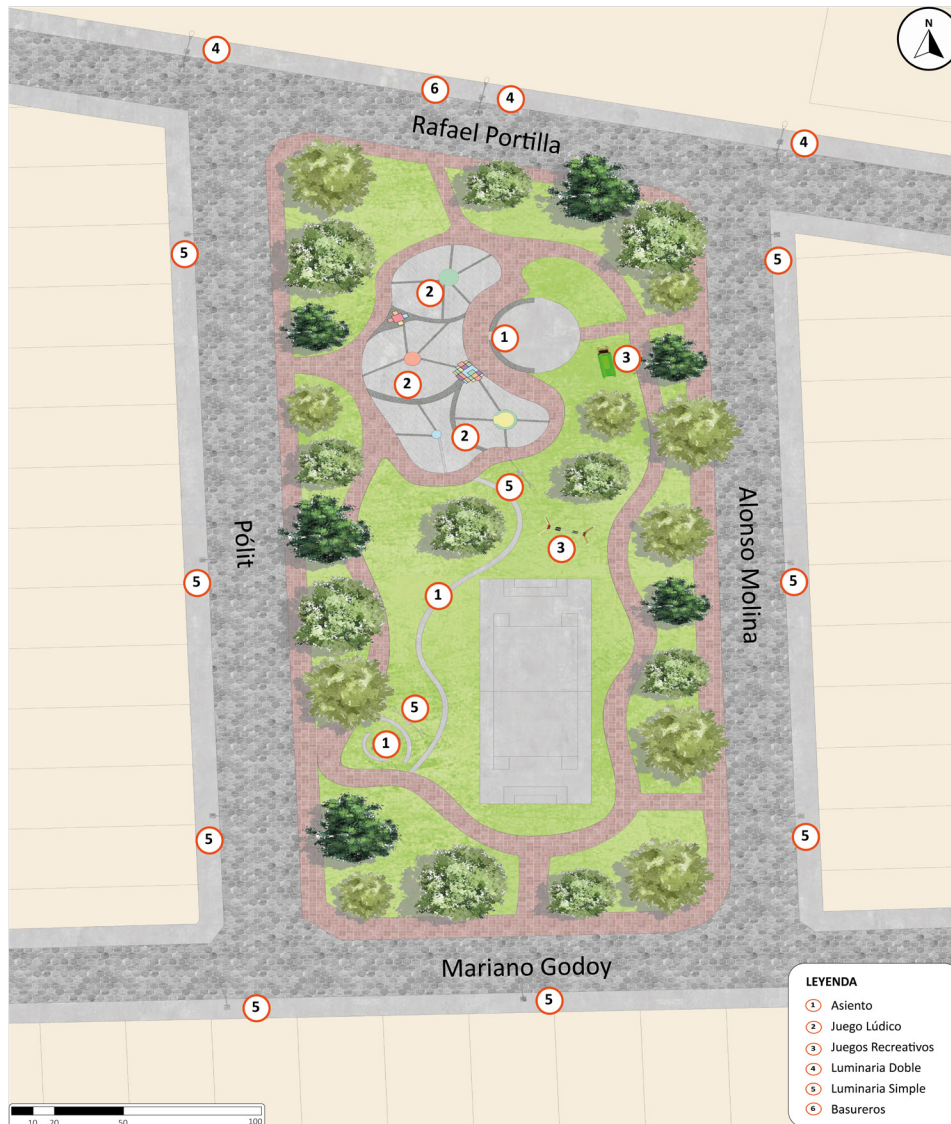 N
4
6
4
4
Rafael Portilla
5
5
2
1
3
2
2
5
3
Pólit
Alonso Molina
5
1
5
5
1
5
5
Mariano Godoy
5
5
LEYENDA
1 Asiento
2 Juego Lúdico
3 Juegos Recreativos
4 Luminaria Doble
5 Luminaria Simple
6 Basureros
10 20 50 100